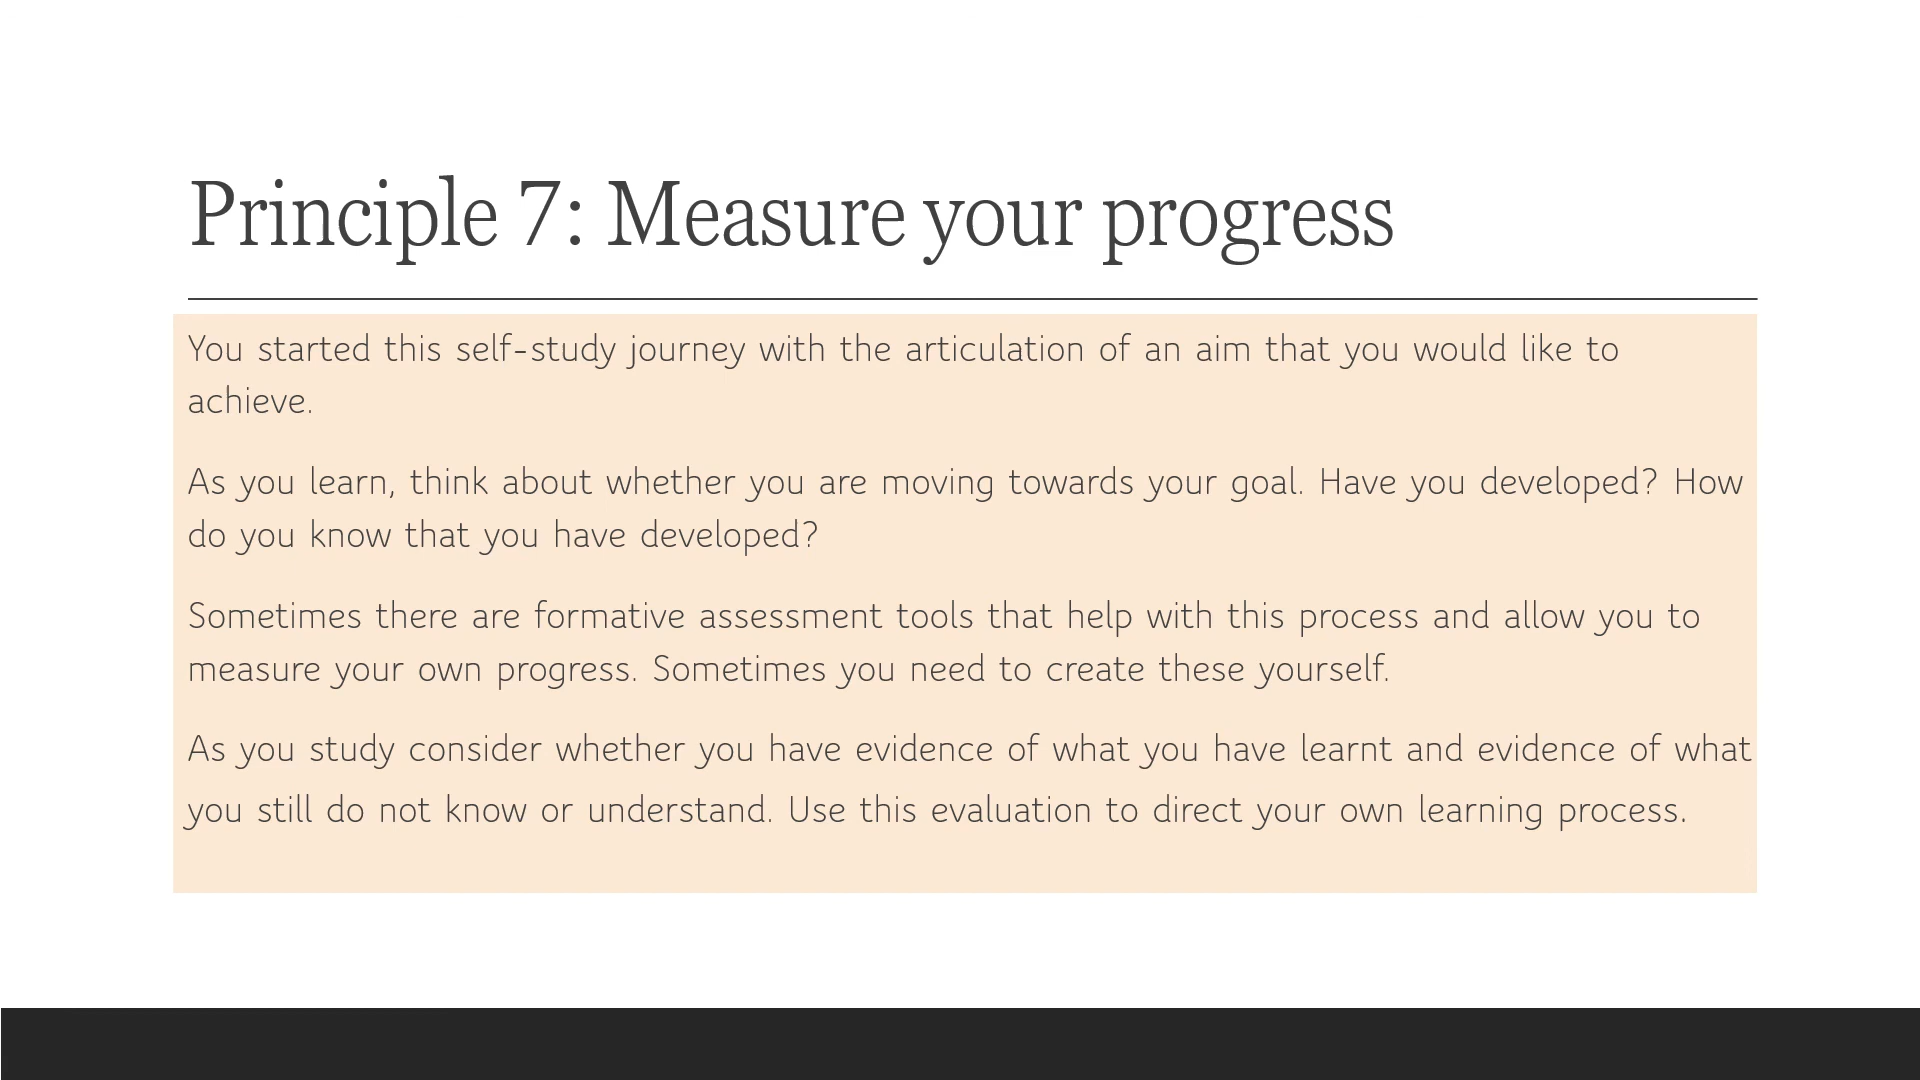 Principle 7: Measure your progress
You started this self-study journey with the articulation of an aim that you would like to
achieve.
As you learn, think about whether you are moving towards your goal. Have you developed? How
do you know that you have developed?
Sometimes there are formative assessment tools that help with this process and allow you to
measure your own progress. Sometimes you need to create these yourself.
As you study consider whether you have evidence of what you have learnt and evidence of what
you still do not know or understand. Use this evaluation to direct your own learning process.